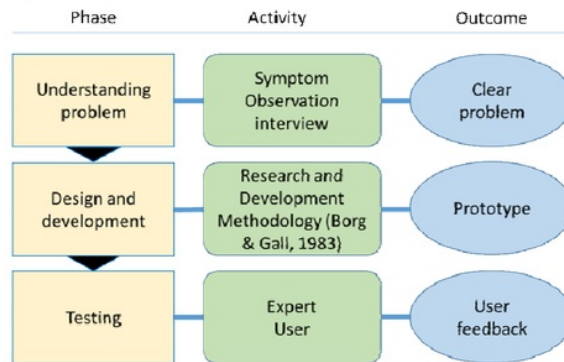 Phase Activity Outcome
Understanding
problem
Symptom
Observation
interview
Clear
problem
Design and
development
Research and
Development
Methodology (Borg
& Gall, 1983)
Prototype
Testing
Expert
User
User
feedback